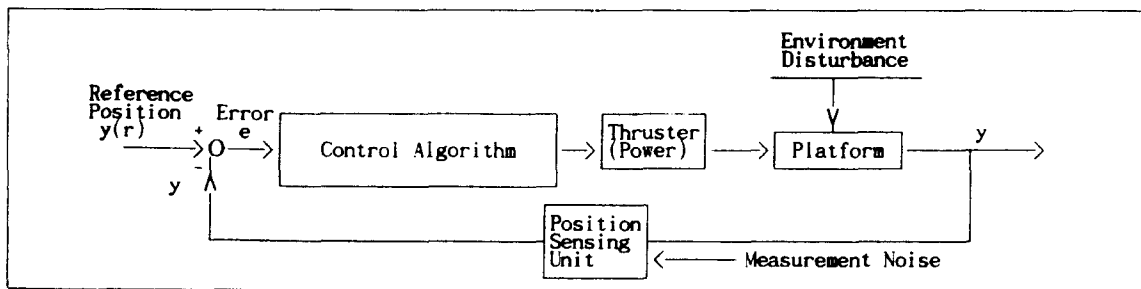 Environment
Disturbance
Reference
Position
y(r)
+
-
Error
e
Control Algorithm
Thruster
(Power)
Platform
y
y
Position
Sensing
Unit
Measurement Noise